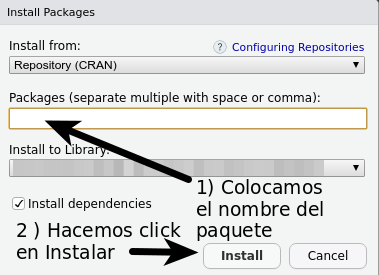 Install Packages
Install from:
? Configuring Repositories
Repository (CRAN)
Packages (separate multiple with space or comma):
Install to Library:
1) Colocamos
el nombre del
paquete
Install dependencies
2 ) Hacemos click
en Instalar
Install
Cancel